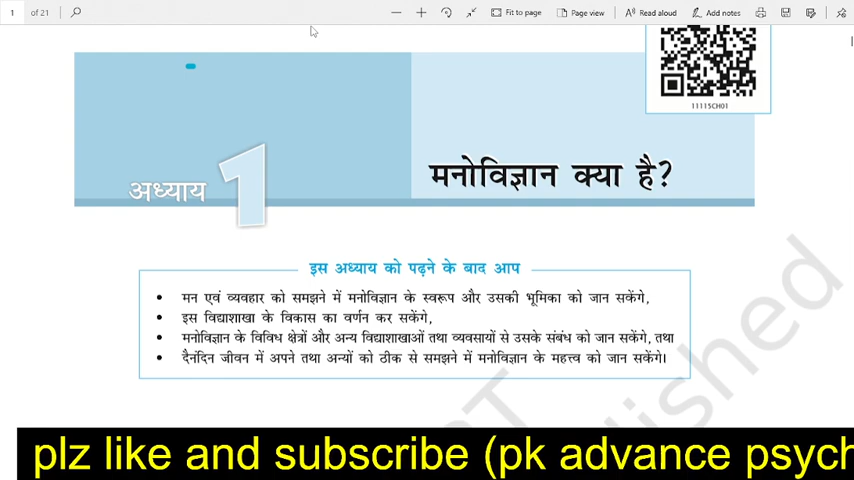 1 of 21 Fit to page Page view Read aloud Add notes
11115CH01
अध्याय 1
मनोविज्ञान क्या है?
इस अध्याय को पढ़ने के बाद आप
• मन एवं व्यवहार को समझने में मनोविज्ञान के स्वरूप और उसकी भूमिका को जान सकेंगे,
• इस विद्याशाखा के विकास का वर्णन कर सकेंगे,
• मनोविज्ञान के विविध क्षेत्रों और अन्य विद्याशाखाओं तथा व्यवसायों से उसके संबंध को जान सकेंगे, तथा
• दैनंदिन जीवन में अपने तथा अन्यों को ठीक से समझने में मनोविज्ञान के महत्त्व को जान सकेंगे।
plz like and subscribe (pk advance psych